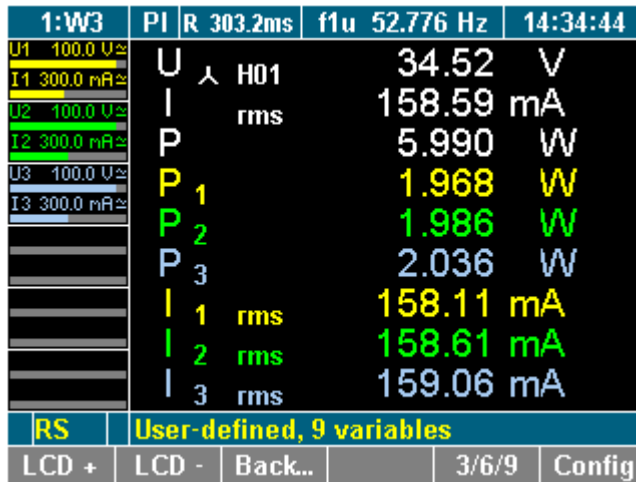 1:W3 PI R 303.2ms f1u 52.776 Hz 14:34:44
U1 100.0 V≃
I1 300.0 mA≃
U2 100.0 V≃
I2 300.0 mA≃
U3 100.0 V≃
I3 300.0 mA≃
U ⅄ H01 34.52 V
I rms 158.59 mA
P 5.990 W
P 1 1.968 W
P 2 1.986 W
P 3 2.036 W
I 1 rms 158.11 mA
I 2 rms 158.61 mA
I 3 rms 159.06 mA
RS User-defined, 9 variables
LCD + LCD - Back... 3/6/9 Config